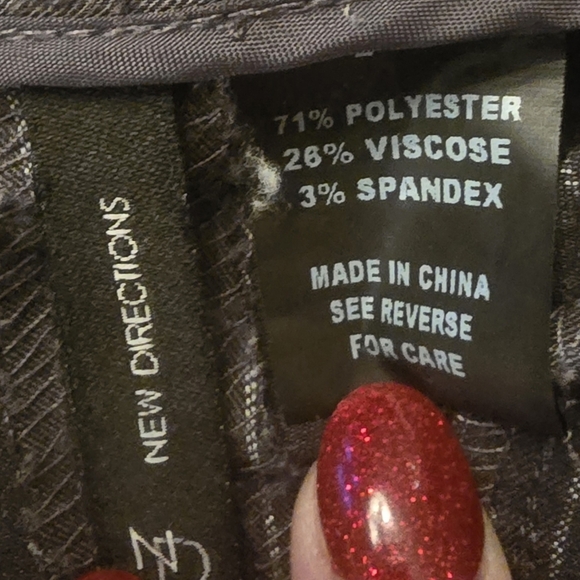 71% POLYESTER
26% VISCOSE
3% SPANDEX
MADE IN CHINA
SEE REVERSE
FOR CARE
NEW DIRECTIONS